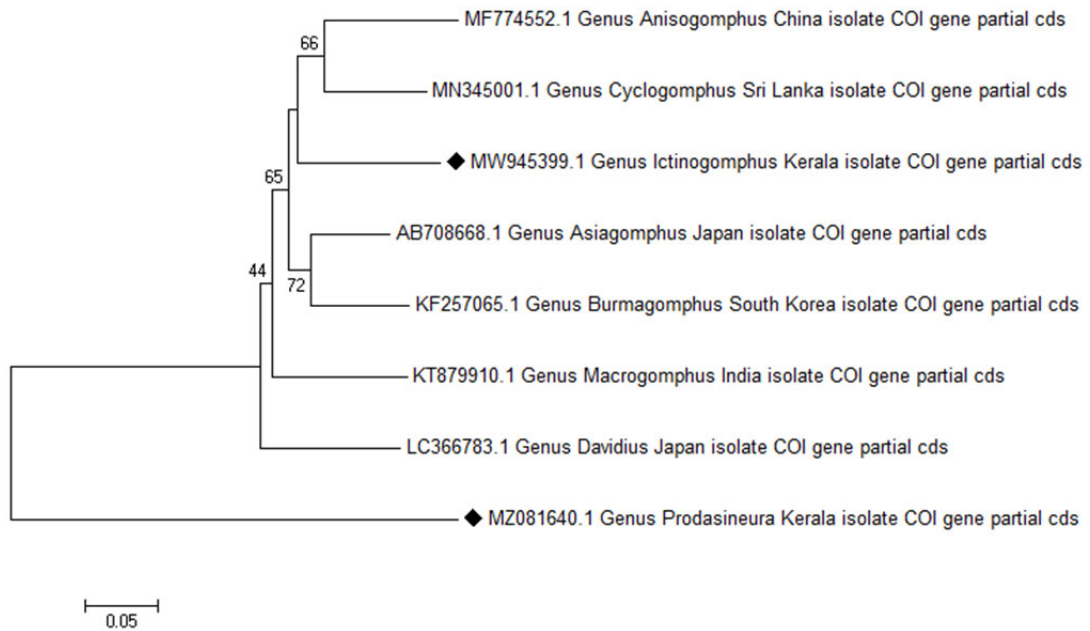 MF774552.1 Genus Anisogomphus China isolate COI gene partial cds
66
MN345001.1 Genus Cyclogomphus Sri Lanka isolate COI gene partial cds
MW945399.1 Genus Ictinogomphus Kerala isolate COI gene partial cds
65
AB708668.1 Genus Asiagomphus Japan isolate COI gene partial cds
44
72
KF257065.1 Genus Burmagomphus South Korea isolate COI gene partial cds
KT879910.1 Genus Macrogomphus India isolate COI gene partial cds
LC366783.1 Genus Davidius Japan isolate COI gene partial cds
MZ081640.1 Genus Prodasineura Kerala isolate COI gene partial cds
0.05